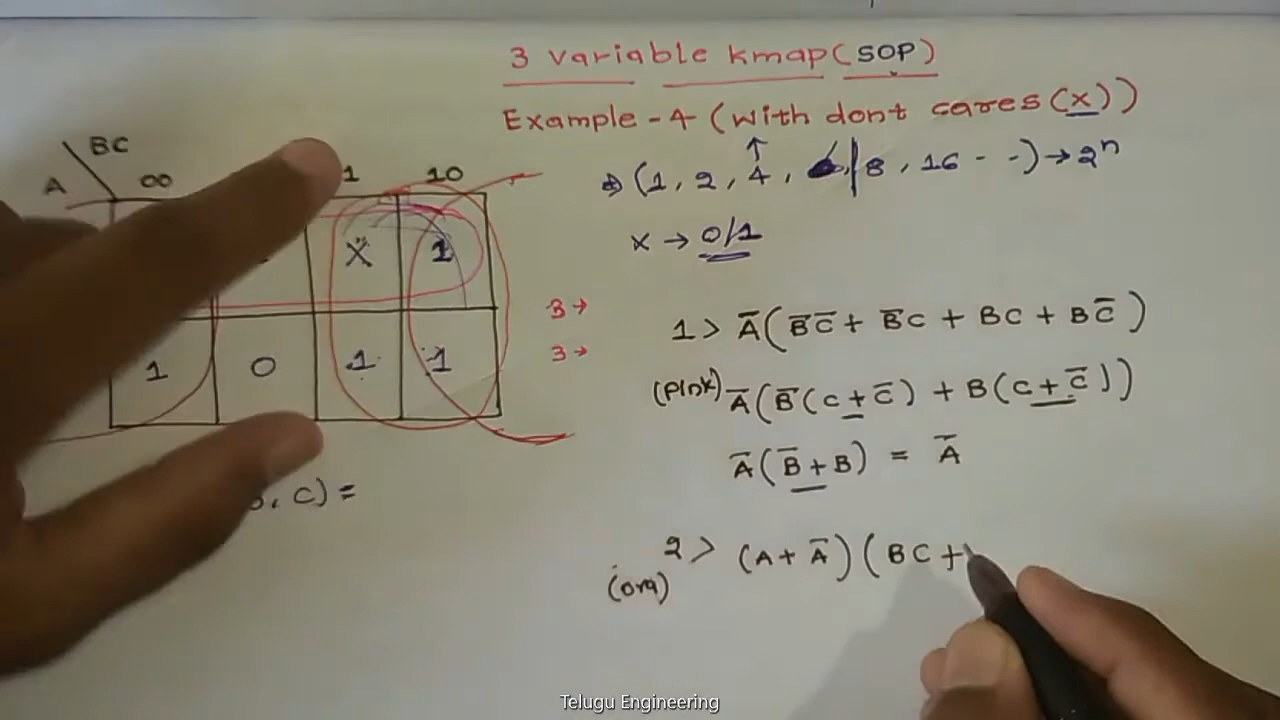 3 variable kmap(SOP)
Example-4 (with dont cares(x))
BC
A 00 1 10
→ (1, 2, 4, 8, 16 - -) → 2ⁿ
x → 0/1
X 1
3→
3→
1 0 1 1
1> A̅(B̅C̅ + B̅C + BC + BC̅)
(Pink) A̅(B̅(C+C̅) + B(C+C̅))
A̅(B̅+B) = A̅
, C) =
2> (A+A̅)(BC+
(org)
Telugu Engineering